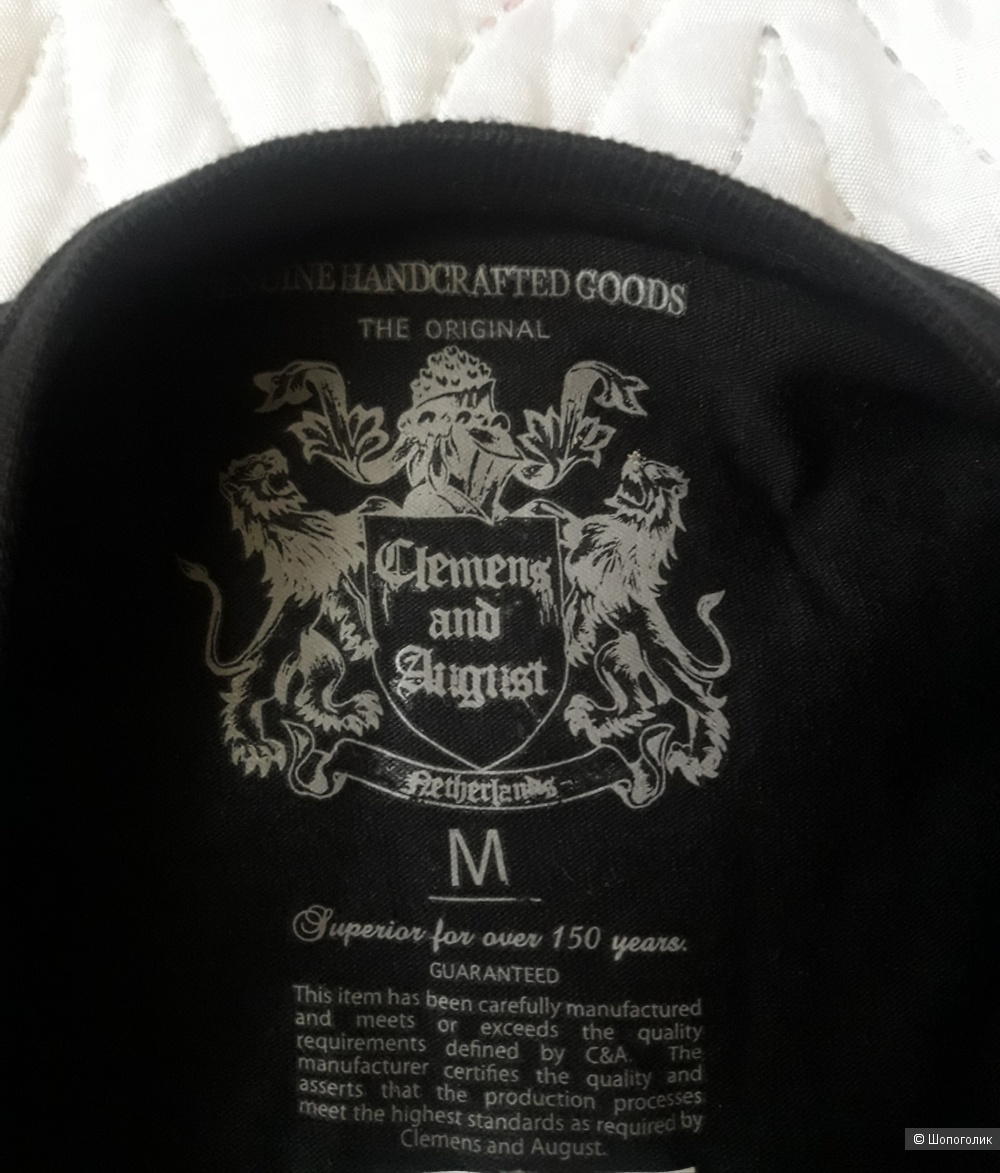 HANDCRAFTED GOODS
THE ORIGINAL
Clemens
and
August
Netherlands
M
Superior for over 150 years.
GUARANTEED
This item has been carefully manufactured
and meets or exceeds the quality
requirements defined by C&A. The
manufacturer certifies the quality and
asserts that the production processes
meet the highest standards as required by
Clemens and August.
© Шопоголик